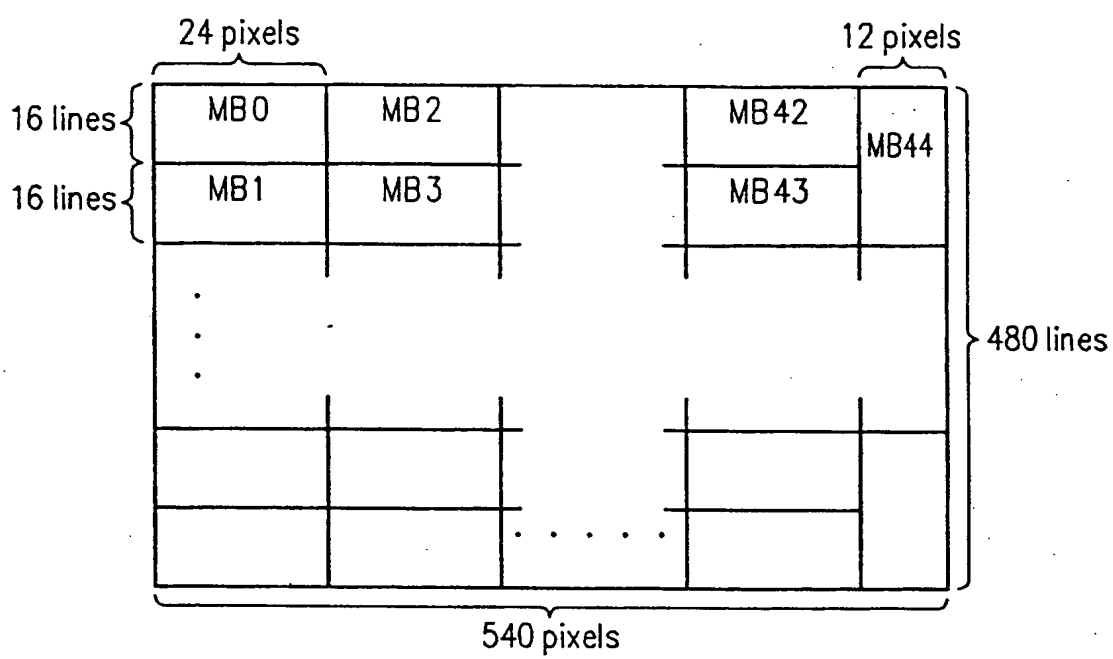 24 pixels
12 pixels
16 lines
MB0
MB2
MB42
MB44
16 lines
MB1
MB3
MB43
480 lines
540 pixels